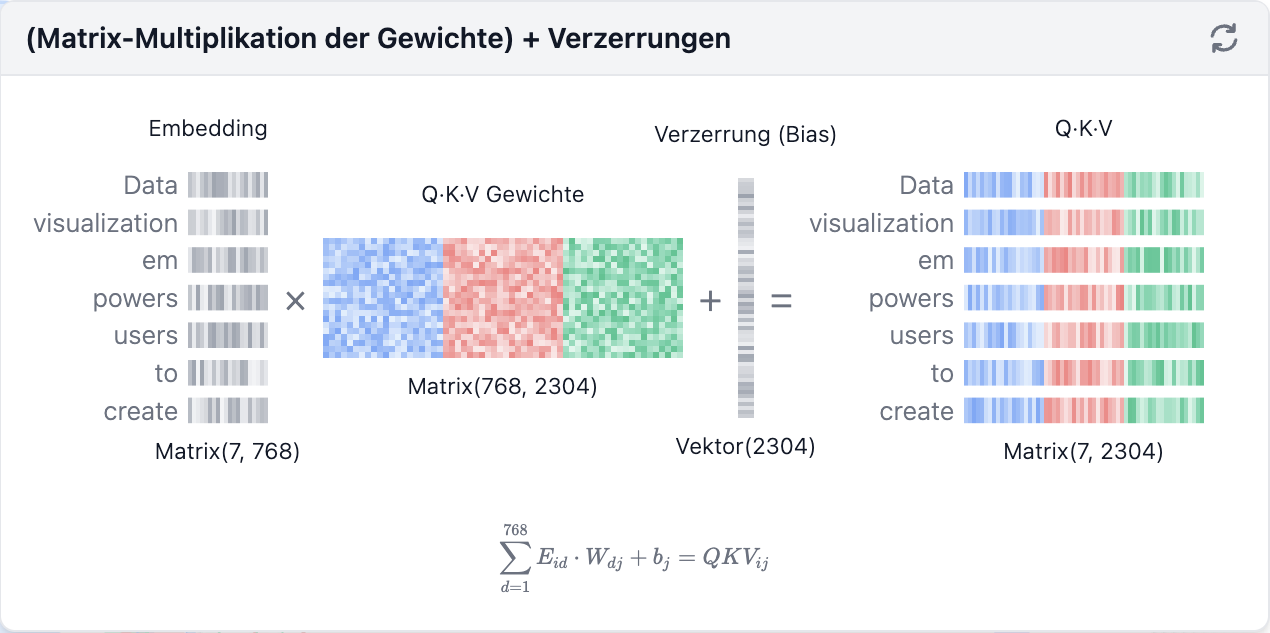 (Matrix-Multiplikation der Gewichte) + Verzerrungen
Embedding
Data
visualization
em
powers
users
to
create
Matrix(7, 768)
×
Q·K·V Gewichte
Matrix(768, 2304)
+
Verzerrung (Bias)
Vektor(2304)
=
Q·K·V
Data
visualization
em
powers
users
to
create
Matrix(7, 2304)
768
∑ E_{id} · W_{dj} + b_j = QKV_{ij}
d=1